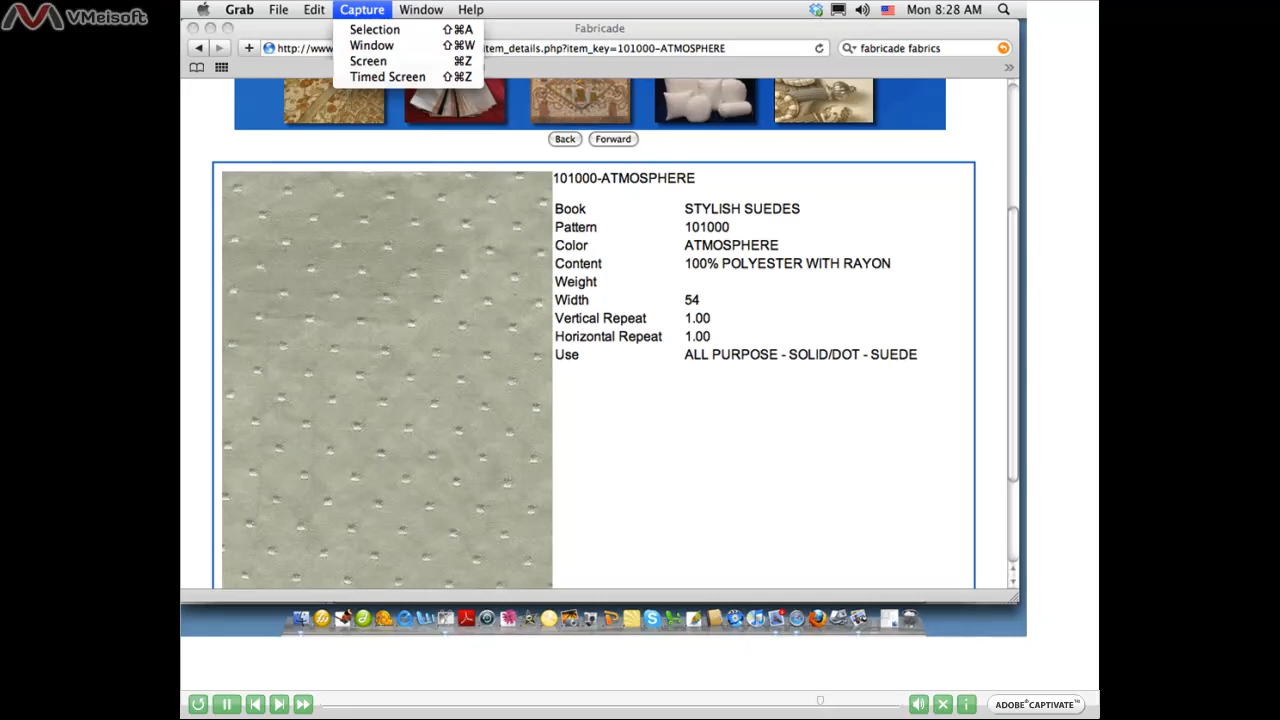 VMeisoft
Grab File Edit Capture Window Help Mon 8:28 AM
Selection ⇧⌘A
Window ⇧⌘W
Screen ⌘Z
Timed Screen ⇧⌘Z
Fabricade
http://www
item_details.php?item_key=101000-ATMOSPHERE
fabricade fabrics
Back Forward
101000-ATMOSPHERE
Book STYLISH SUEDES
Pattern 101000
Color ATMOSPHERE
Content 100% POLYESTER WITH RAYON
Weight
Width 54
Vertical Repeat 1.00
Horizontal Repeat 1.00
Use ALL PURPOSE - SOLID/DOT - SUEDE
ADOBE® CAPTIVATE™